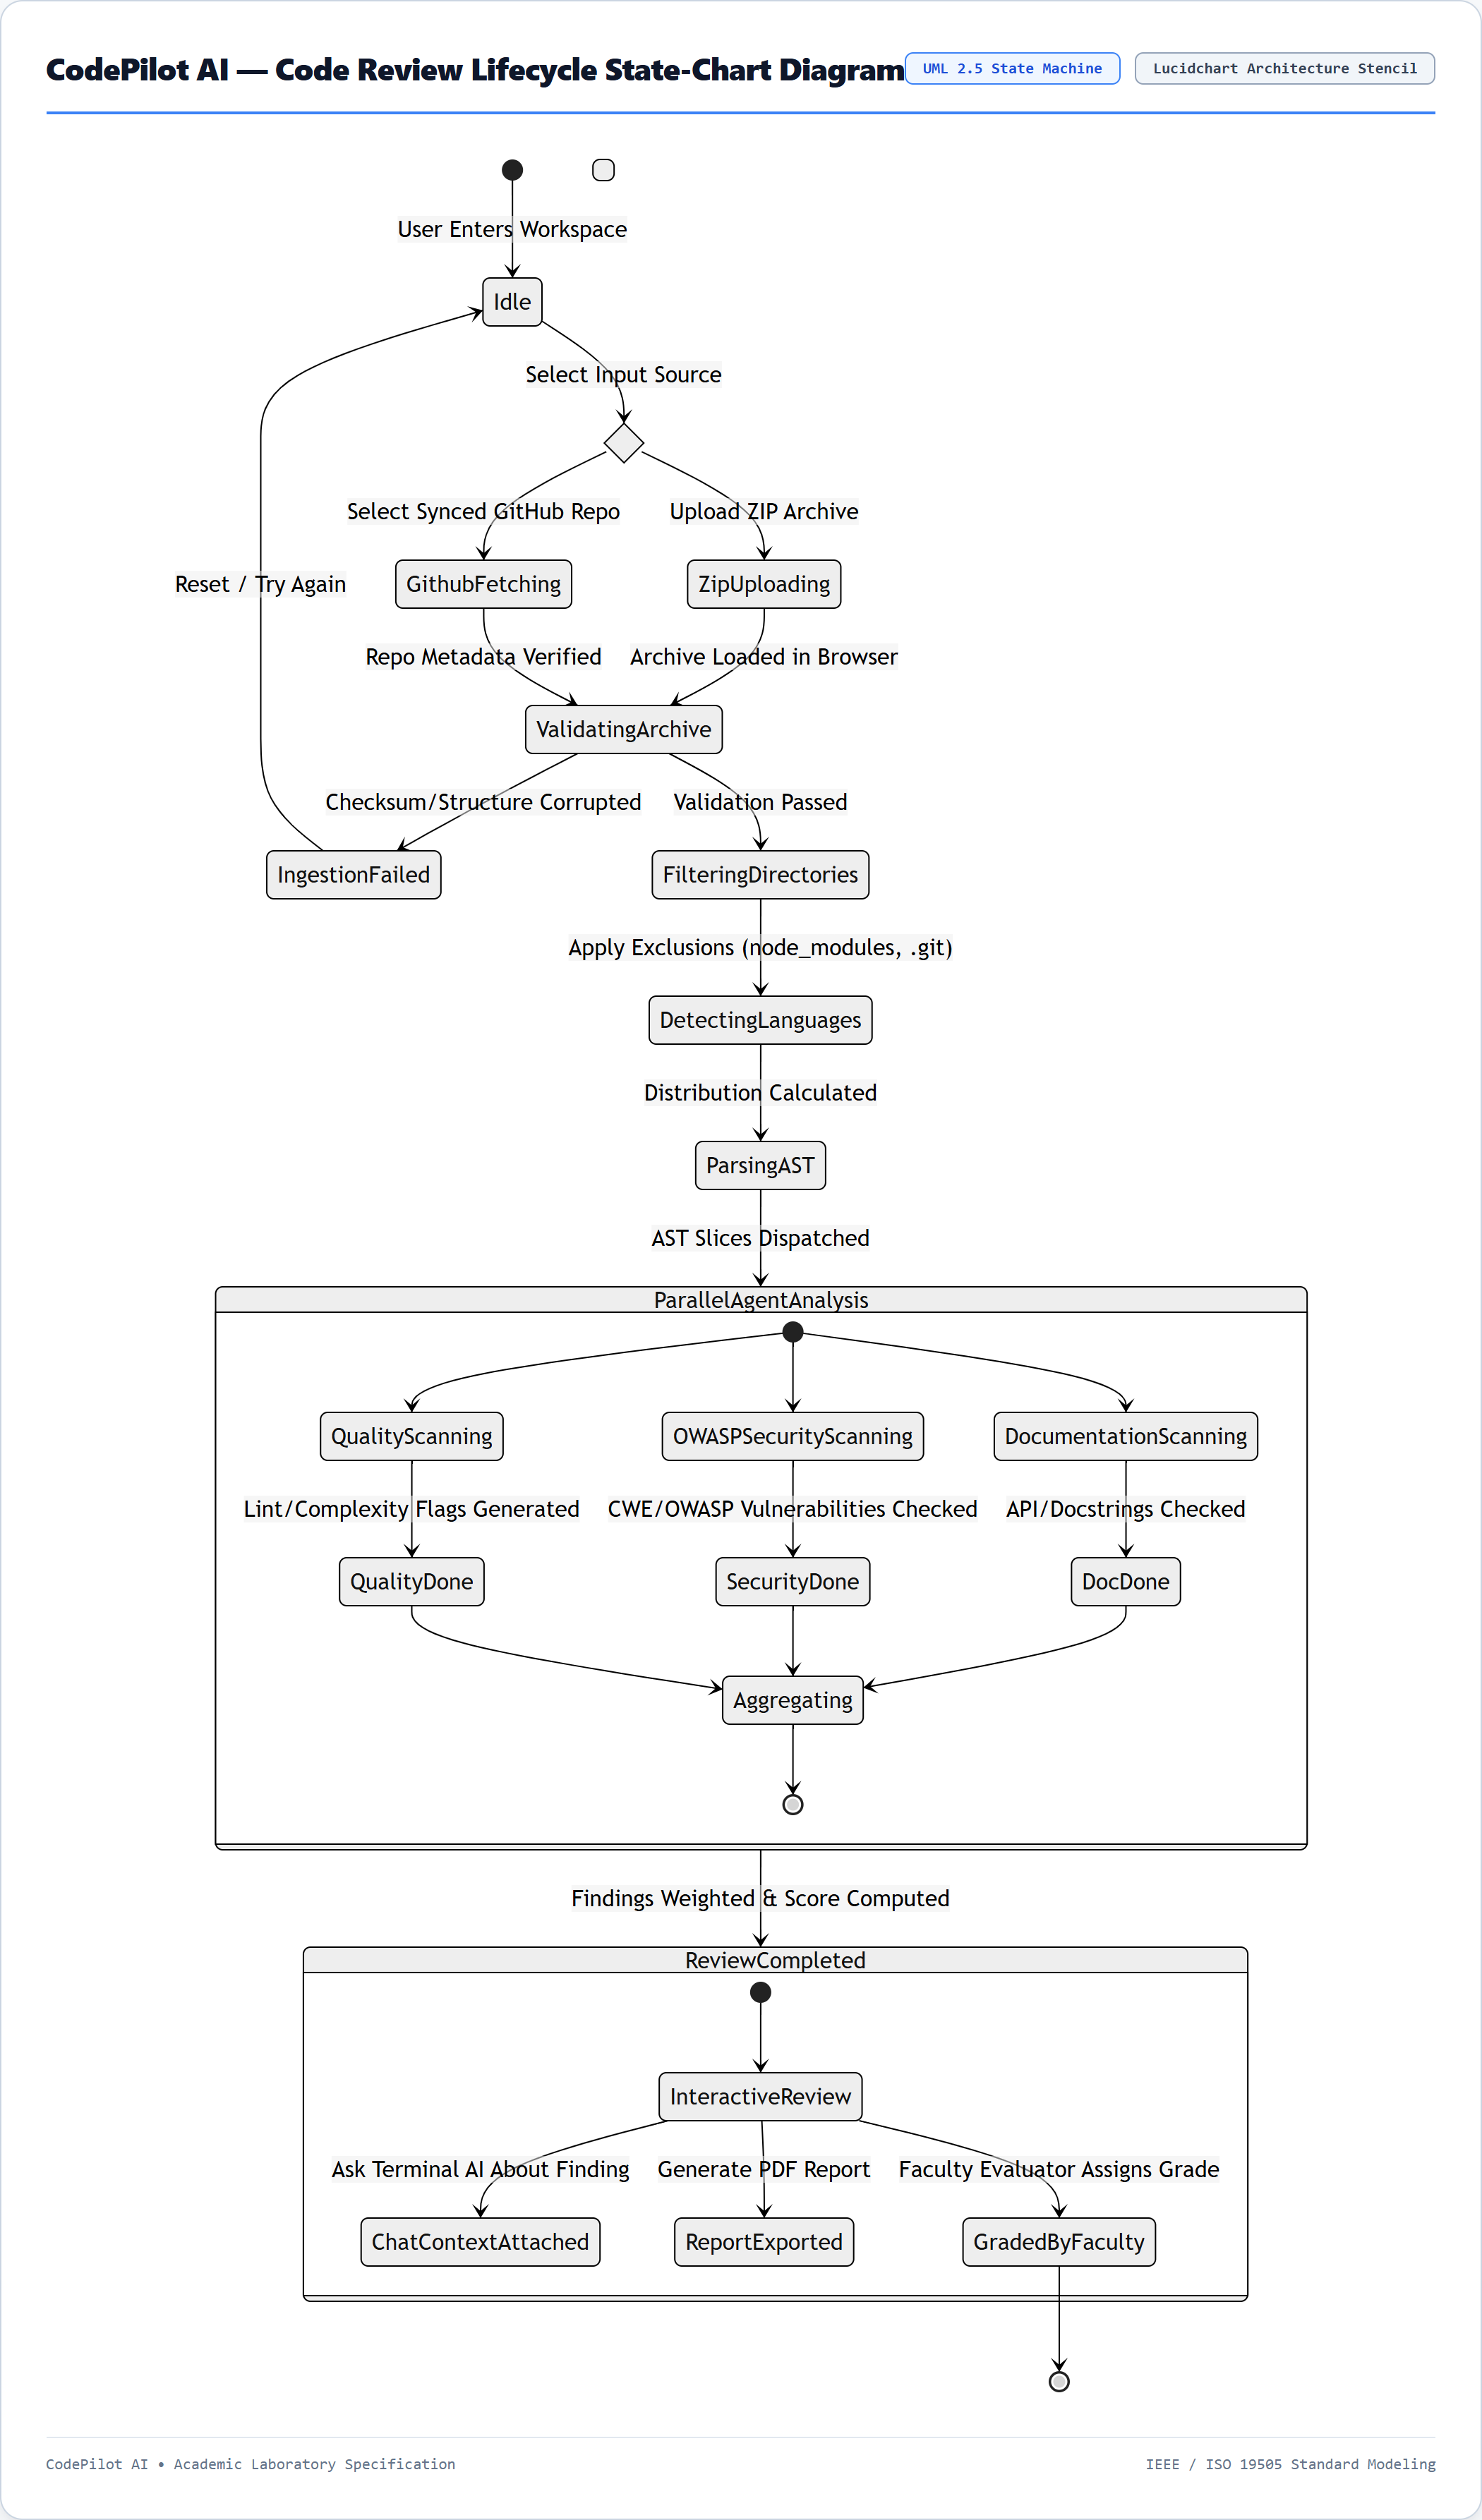 CodePilot AI — Code Review Lifecycle State-Chart Diagram
UML 2.5 State Machine
Lucidchart Architecture Stencil
User Enters Workspace
Idle
Select Input Source
Select Synced GitHub Repo
Upload ZIP Archive
Reset / Try Again
GithubFetching
ZipUploading
Repo Metadata Verified
Archive Loaded in Browser
ValidatingArchive
Checksum/Structure Corrupted
Validation Passed
IngestionFailed
FilteringDirectories
Apply Exclusions (node_modules, .git)
DetectingLanguages
Distribution Calculated
ParsingAST
AST Slices Dispatched
ParallelAgentAnalysis
QualityScanning
OWASPSecurityScanning
DocumentationScanning
Lint/Complexity Flags Generated
CWE/OWASP Vulnerabilities Checked
API/Docstrings Checked
QualityDone
SecurityDone
DocDone
Aggregating
Findings Weighted & Score Computed
ReviewCompleted
InteractiveReview
Ask Terminal AI About Finding
Generate PDF Report
Faculty Evaluator Assigns Grade
ChatContextAttached
ReportExported
GradedByFaculty
CodePilot AI • Academic Laboratory Specification
IEEE / ISO 19505 Standard Modeling